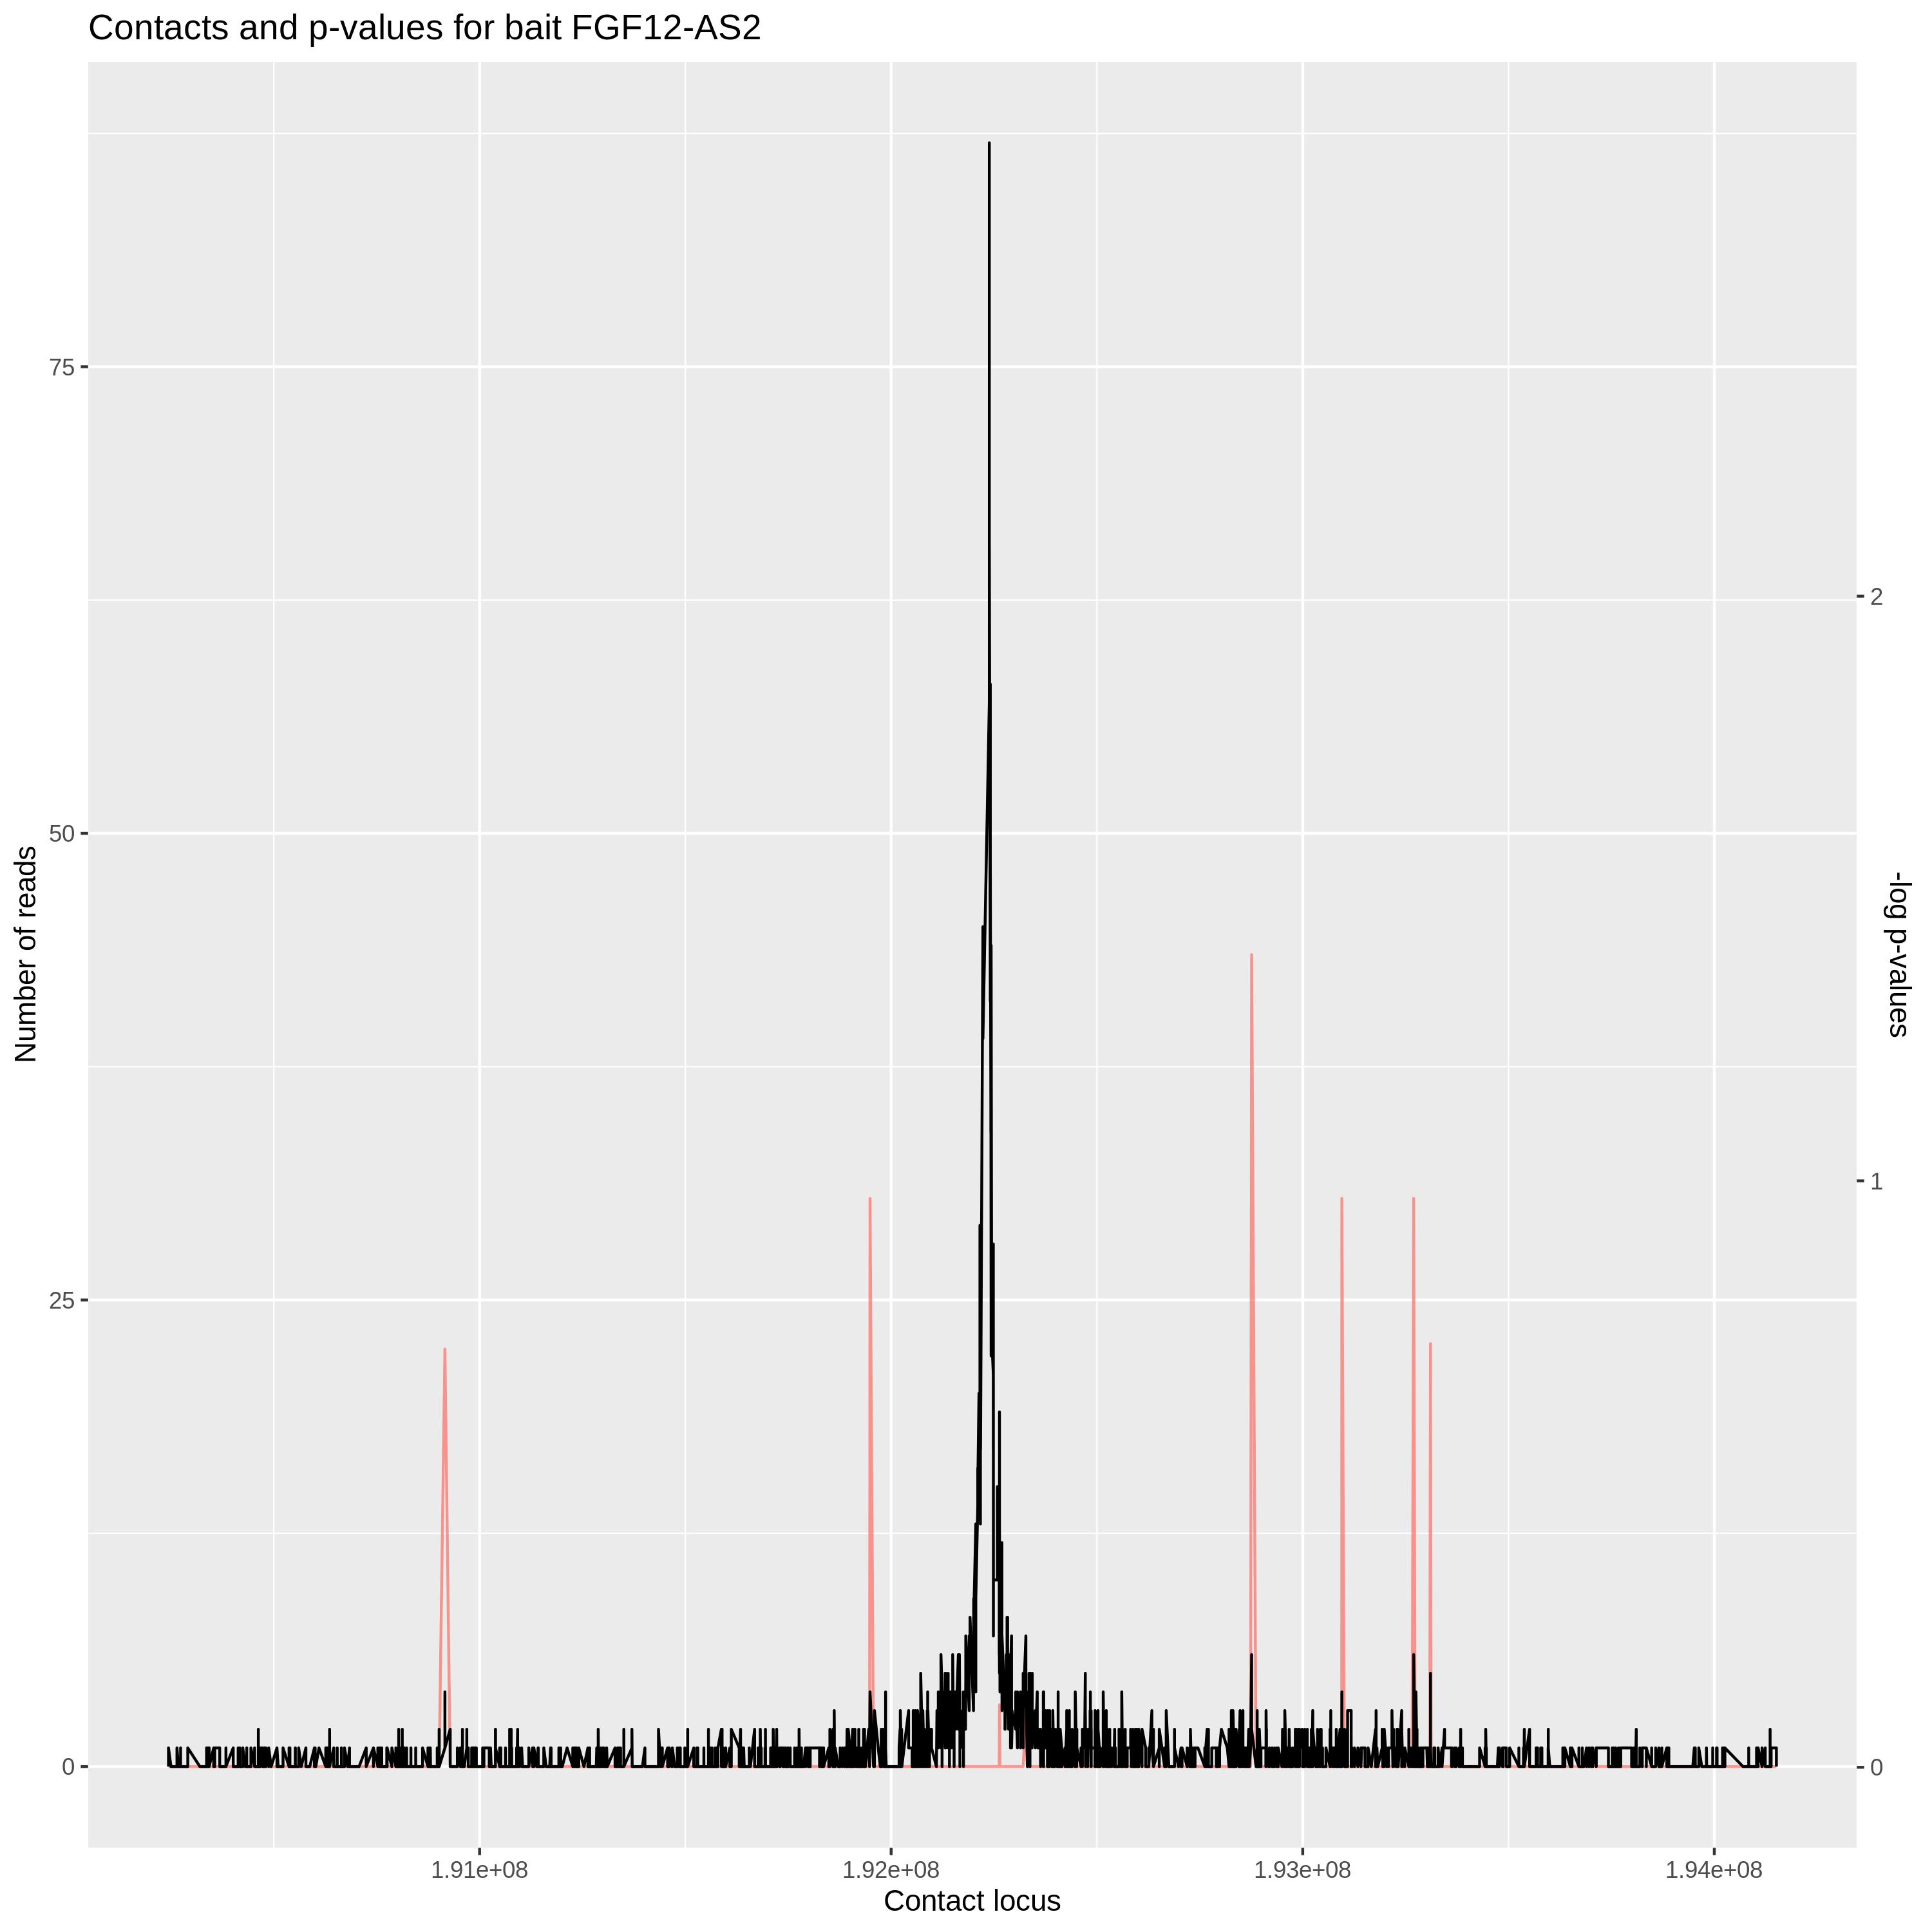 Contacts and p-values for bait FGF12-AS2
75
50
25
0
2
1
0
Number of reads
-log p-values
1.91e+08
1.92e+08
1.93e+08
1.94e+08
Contact locus